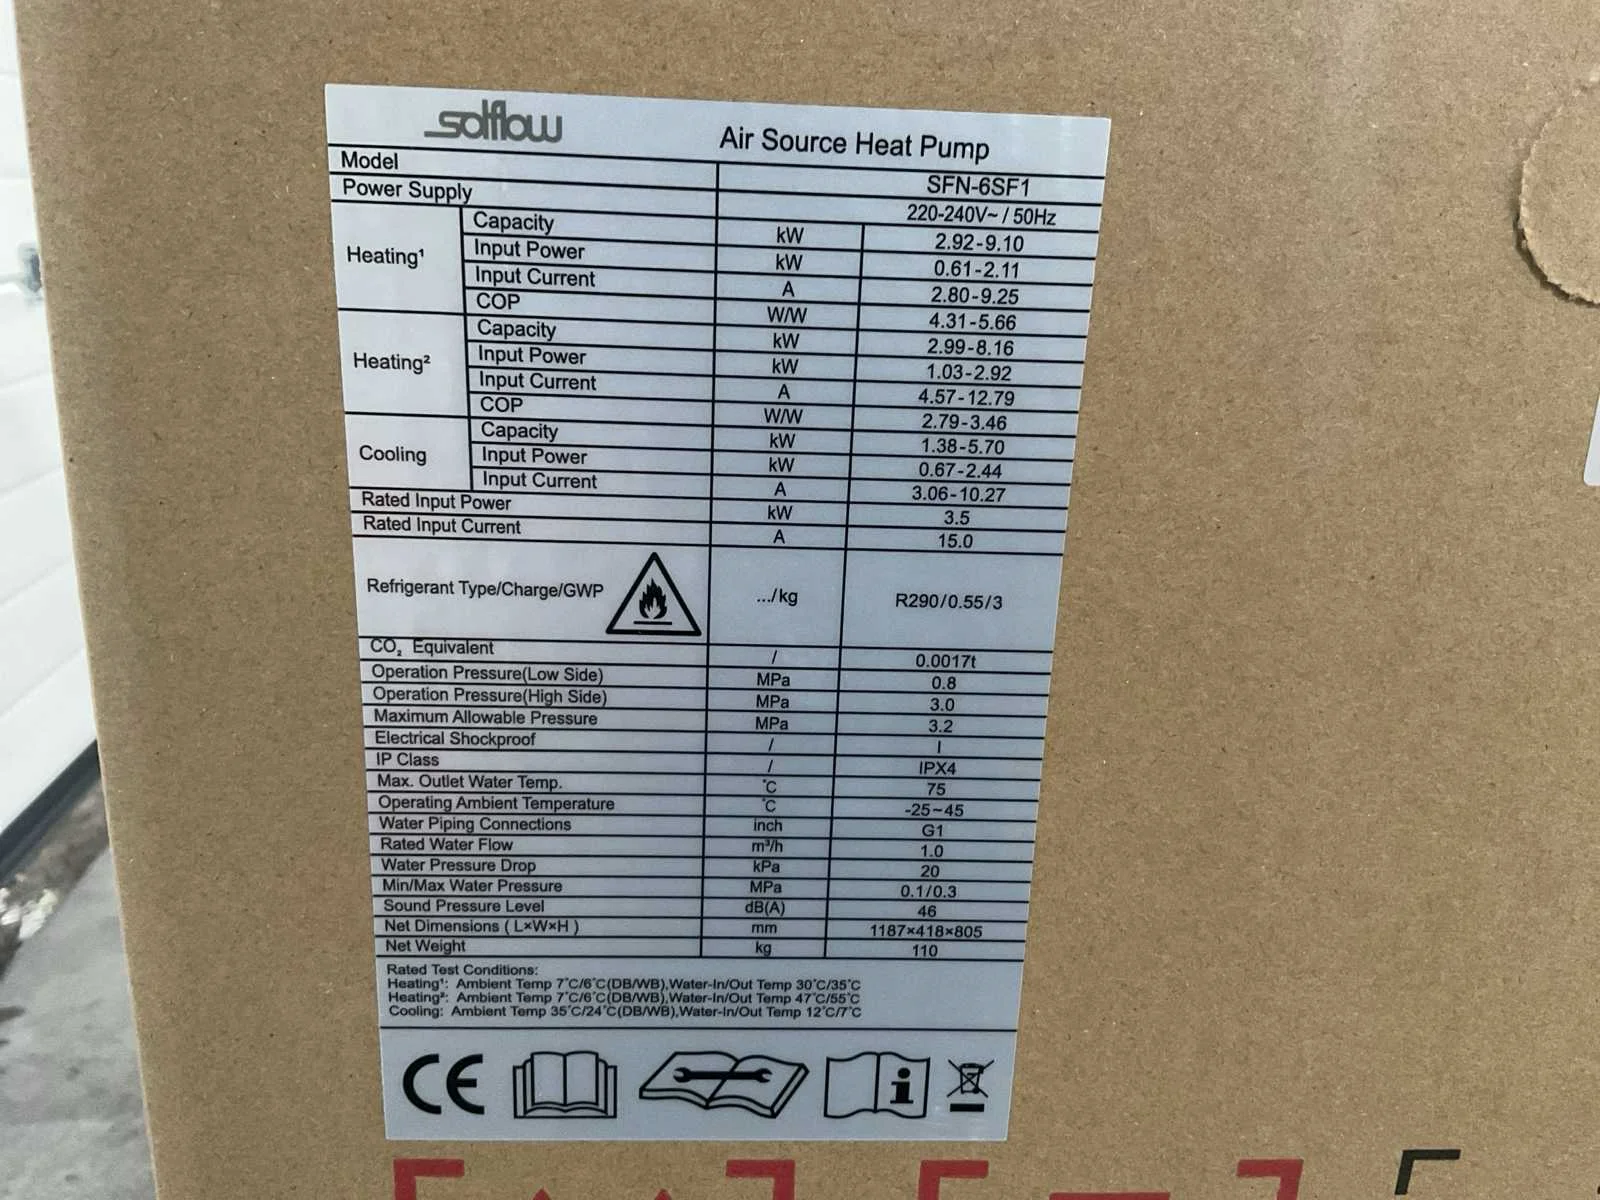 solflow Air Source Heat Pump
Model SFN-6SF1
Power Supply 220-240V~ / 50Hz
Heating¹ Capacity kW 2.92-9.10
Input Power kW 0.61-2.11
Input Current A 2.80-9.25
COP W/W 4.31-5.66
Heating² Capacity kW 2.99-8.16
Input Power kW 1.03-2.92
Input Current A 4.57-12.79
COP W/W 2.79-3.46
Cooling Capacity kW 1.38-5.70
Input Power kW 0.67-2.44
Input Current A 3.06-10.27
Rated Input Power kW 3.5
Rated Input Current A 15.0
Refrigerant Type/Charge/GWP .../kg R290/0.55/3
CO₂ Equivalent / 0.0017t
Operation Pressure(Low Side) MPa 0.8
Operation Pressure(High Side) MPa 3.0
Maximum Allowable Pressure MPa 3.2
Electrical Shockproof / I
IP Class / IPX4
Max. Outlet Water Temp. °C 75
Operating Ambient Temperature °C -25~45
Water Piping Connections inch G1
Rated Water Flow m³/h 1.0
Water Pressure Drop kPa 20
Min/Max Water Pressure MPa 0.1/0.3
Sound Pressure Level dB(A) 46
Net Dimensions ( L×W×H ) mm 1187×418×805
Net Weight kg 110
Rated Test Conditions:
Heating¹: Ambient Temp 7°C/6°C(DB/WB),Water-In/Out Temp 30°C/35°C
Heating²: Ambient Temp 7°C/6°C(DB/WB),Water-In/Out Temp 47°C/55°C
Cooling: Ambient Temp 35°C/24°C(DB/WB),Water-In/Out Temp 12°C/7°C
CE
i